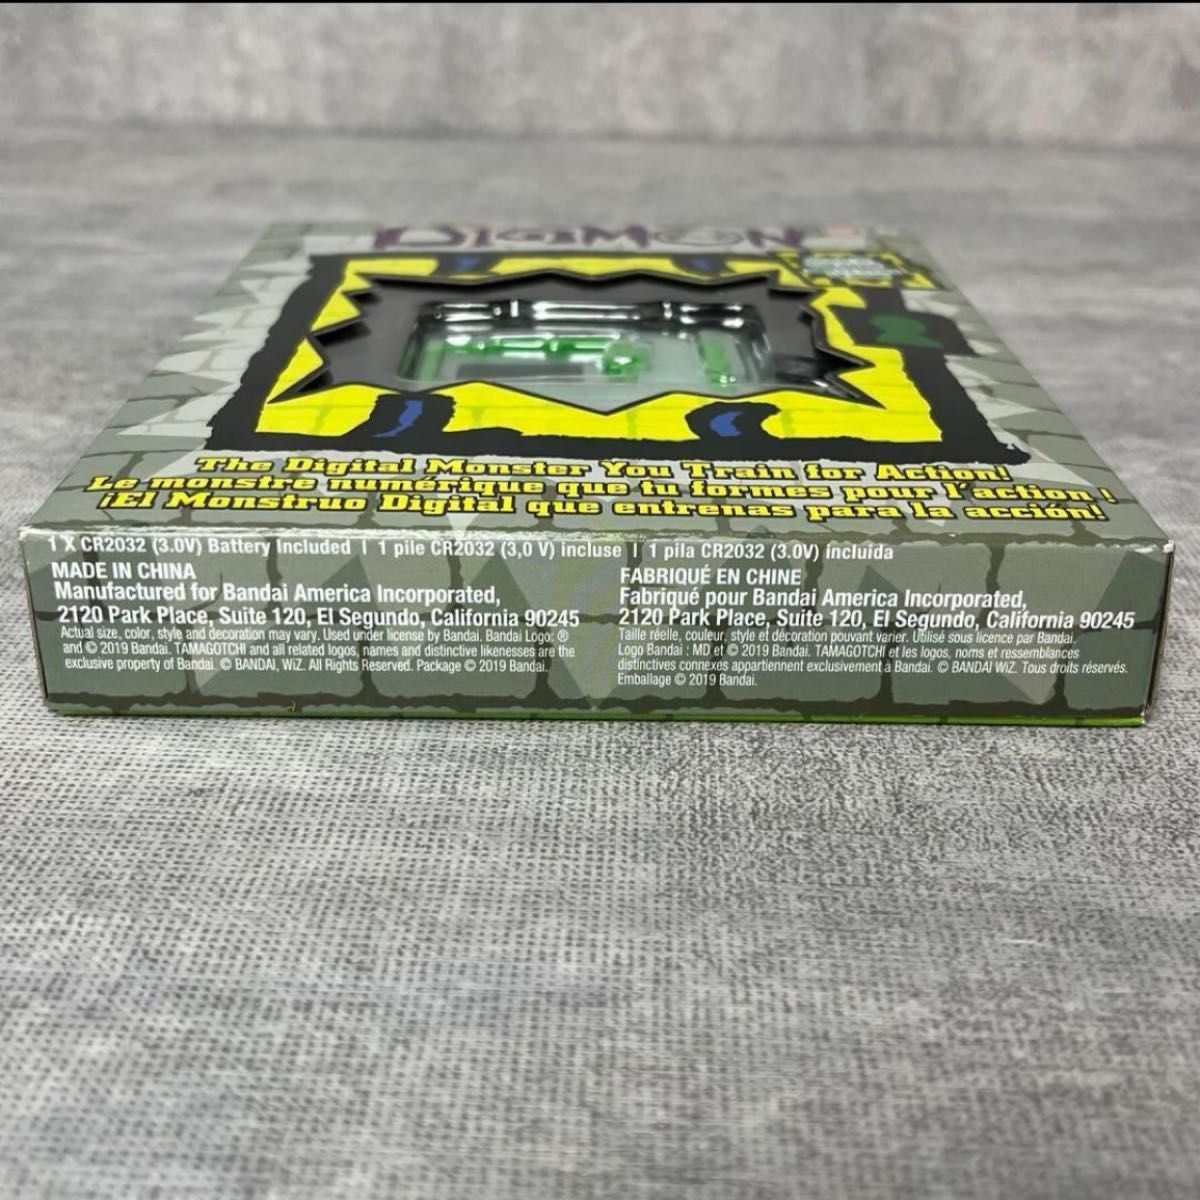 DIGIMON
The Digital Monster You Train for Action!
Le monstre numérique que tu formes pour l'action !
¡El Monstruo Digital que entrenas para la acción!
1 X CR2032 (3.0V) Battery Included | 1 pile CR2032 (3,0 V) incluse | 1 pila CR2032 (3.0V) incluida
MADE IN CHINA
Manufactured for Bandai America Incorporated,
2120 Park Place, Suite 120, El Segundo, California 90245
Actual size, color, style and decoration may vary. Used under license by Bandai. Bandai Logo: ®
and © 2019 Bandai. TAMAGOTCHI and all related logos, names and distinctive likenesses are the
exclusive property of Bandai. © BANDAI, WiZ. All Rights Reserved. Package © 2019 Bandai.
FABRIQUÉ EN CHINE
Fabriqué pour Bandai America Incorporated,
2120 Park Place, Suite 120, El Segundo, California 90245
Taille réelle, couleur, style et décoration pouvant varier. Utilisé sous licence par Bandai.
Logo Bandai : MD et © 2019 Bandai. TAMAGOTCHI et les logos, noms et ressemblances
distinctives connexes appartiennent exclusivement à Bandai. © BANDAI WiZ. Tous droits réservés.
Emballage © 2019 Bandai.